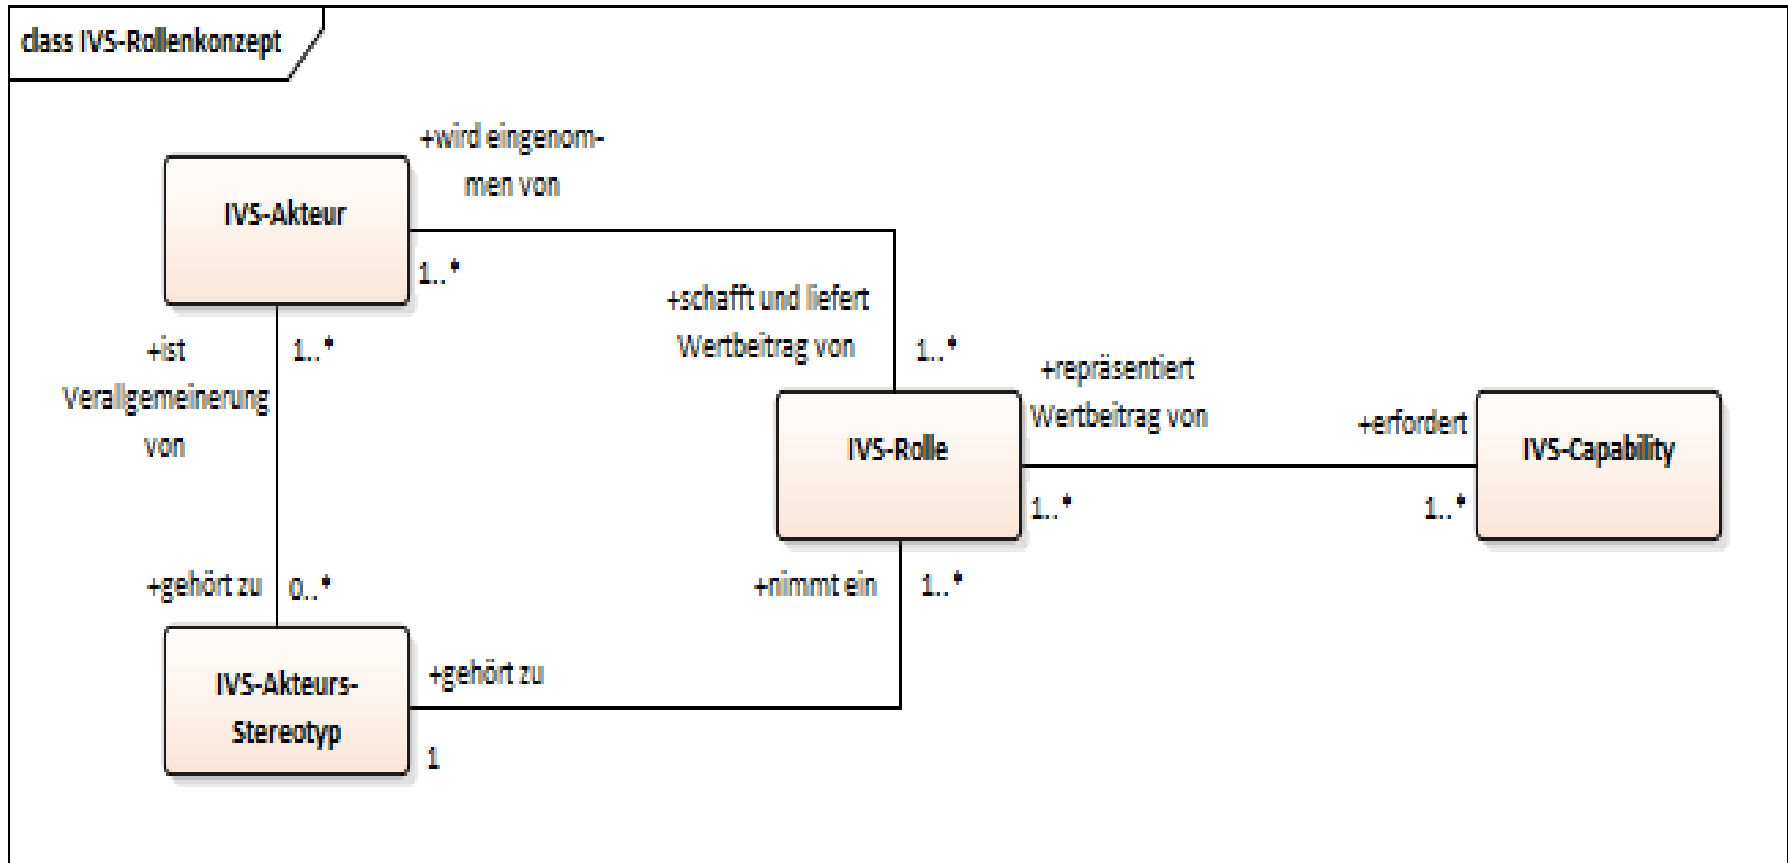 class IVS-Rollenkonzept
+wird eingenom-
men von
IVS-Akteur
1..*
+schafft und liefert
Wertbeitrag von
1..*
+ist
Verallgemeinerung
von
1..*
+repräsentiert
Wertbeitrag von
+erfordert
IVS-Rolle
IVS-Capability
1..*
1..*
+gehört zu
0..*
+nimmt ein
1..*
IVS-Akteurs-
Stereotyp
+gehört zu
1